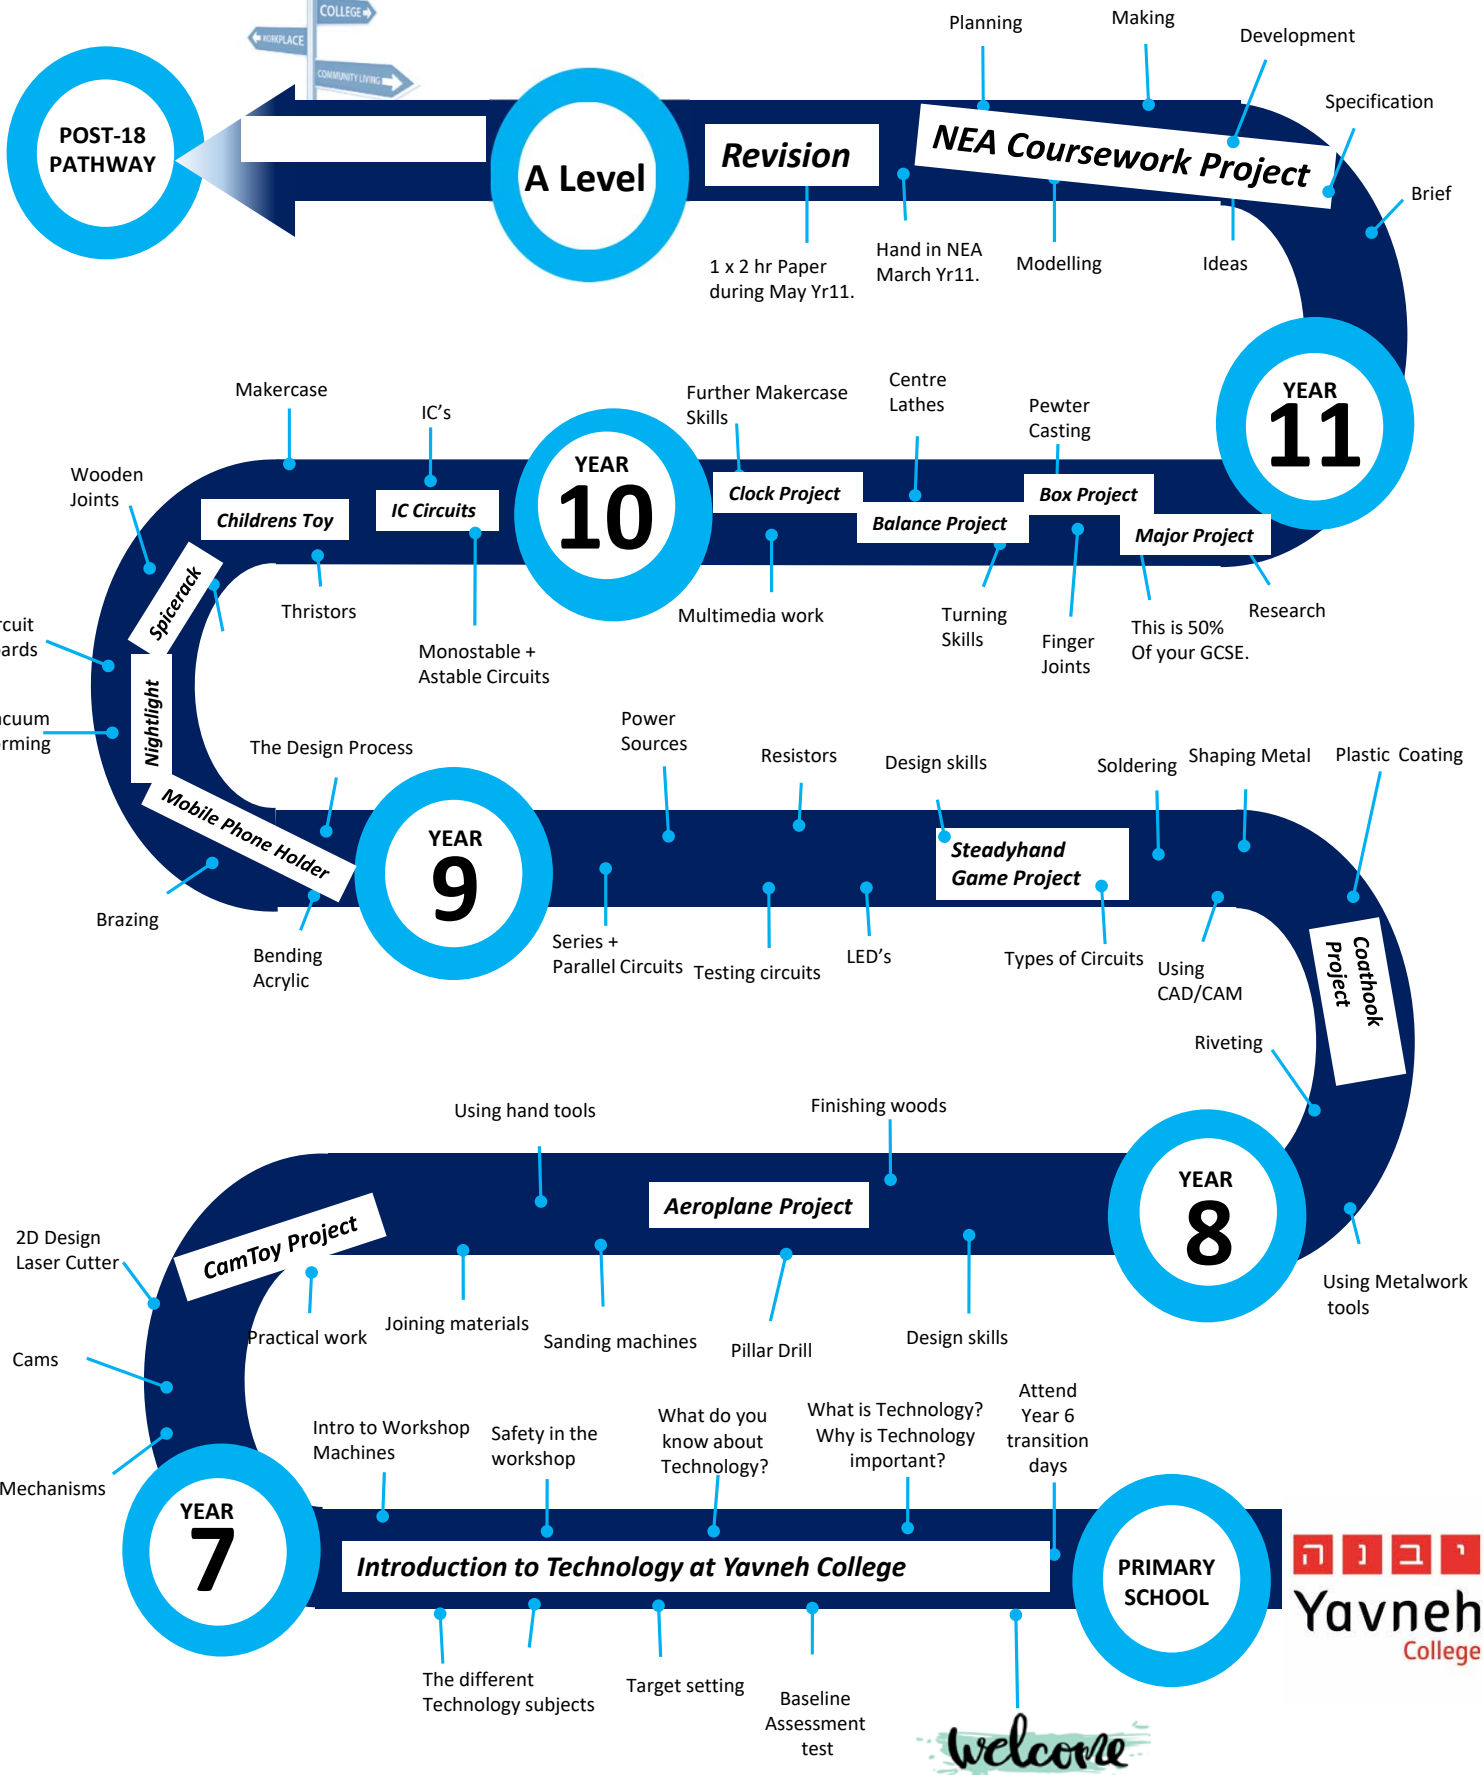 COLLEGE
WORKPLACE
COMMUNITY LIVING
POST-18
PATHWAY
A Level
Revision
NEA Coursework Project
Planning
Making
Development
Specification
Brief
1 x 2 hr Paper
during May Yr11.
Hand in NEA
March Yr11.
Modelling
Ideas
YEAR
11
Makercase
IC's
Further Makercase
Skills
Centre
Lathes
Pewter
Casting
Wooden
Joints
Childrens Toy
IC Circuits
YEAR
10
Clock Project
Balance Project
Box Project
Major Project
Spicerack
Thristors
Monostable +
Astable Circuits
Multimedia work
Turning
Skills
Finger
Joints
This is 50%
Of your GCSE.
Research
rcuit
ards
Nightlight
acuum
orming
The Design Process
Mobile Phone Holder
Brazing
Bending
Acrylic
YEAR
9
Power
Sources
Resistors
Design skills
Soldering
Shaping Metal
Plastic Coating
Steadyhand
Game Project
Series +
Parallel Circuits
Testing circuits
LED's
Types of Circuits
Using
CAD/CAM
Coathook
Project
Riveting
Using hand tools
Finishing woods
Aeroplane Project
YEAR
8
CamToy Project
2D Design
Laser Cutter
Practical work
Joining materials
Sanding machines
Pillar Drill
Design skills
Using Metalwork
tools
Cams
Mechanisms
Intro to Workshop
Machines
Safety in the
workshop
What do you
know about
Technology?
What is Technology?
Why is Technology
important?
Attend
Year 6
transition
days
YEAR
7
Introduction to Technology at Yavneh College
PRIMARY
SCHOOL
יבנה
Yavneh
College
The different
Technology subjects
Target setting
Baseline
Assessment
test
welcome